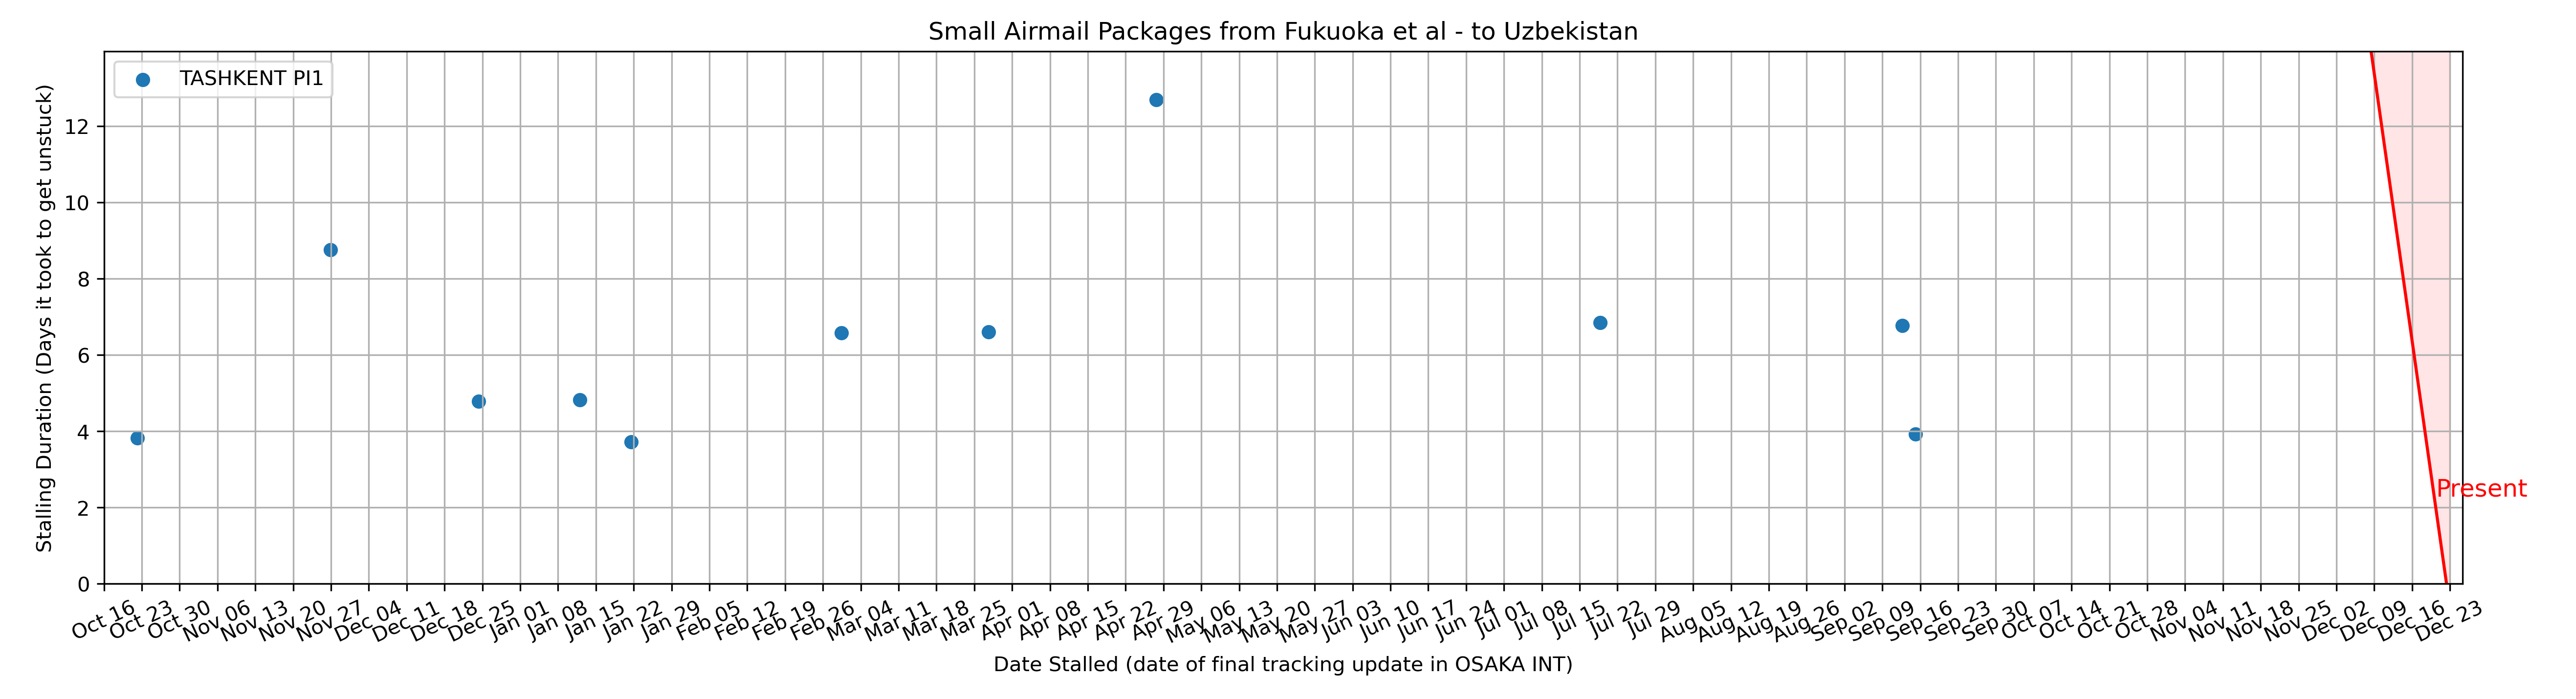 Small Airmail Packages from Fukuoka et al - to Uzbekistan
TASHKENT PI1
Stalling Duration (Days it took to get unstuck)
12
10
8
6
4
2
0
Present
Oct 16
Oct 23
Oct 30
Nov 06
Nov 13
Nov 20
Nov 27
Dec 04
Dec 11
Dec 18
Dec 25
Jan 01
Jan 08
Jan 15
Jan 22
Jan 29
Feb 05
Feb 12
Feb 19
Feb 26
Mar 04
Mar 11
Mar 18
Mar 25
Apr 01
Apr 08
Apr 15
Apr 22
Apr 29
May 06
May 13
May 20
May 27
Jun 03
Jun 10
Jun 17
Jun 24
Jul 01
Jul 08
Jul 15
Jul 22
Jul 29
Aug 05
Aug 12
Aug 19
Aug 26
Sep 02
Sep 09
Sep 16
Sep 23
Sep 30
Oct 07
Oct 14
Oct 21
Oct 28
Nov 04
Nov 11
Nov 18
Nov 25
Dec 02
Dec 09
Dec 16
Dec 23
Date Stalled (date of final tracking update in OSAKA INT)